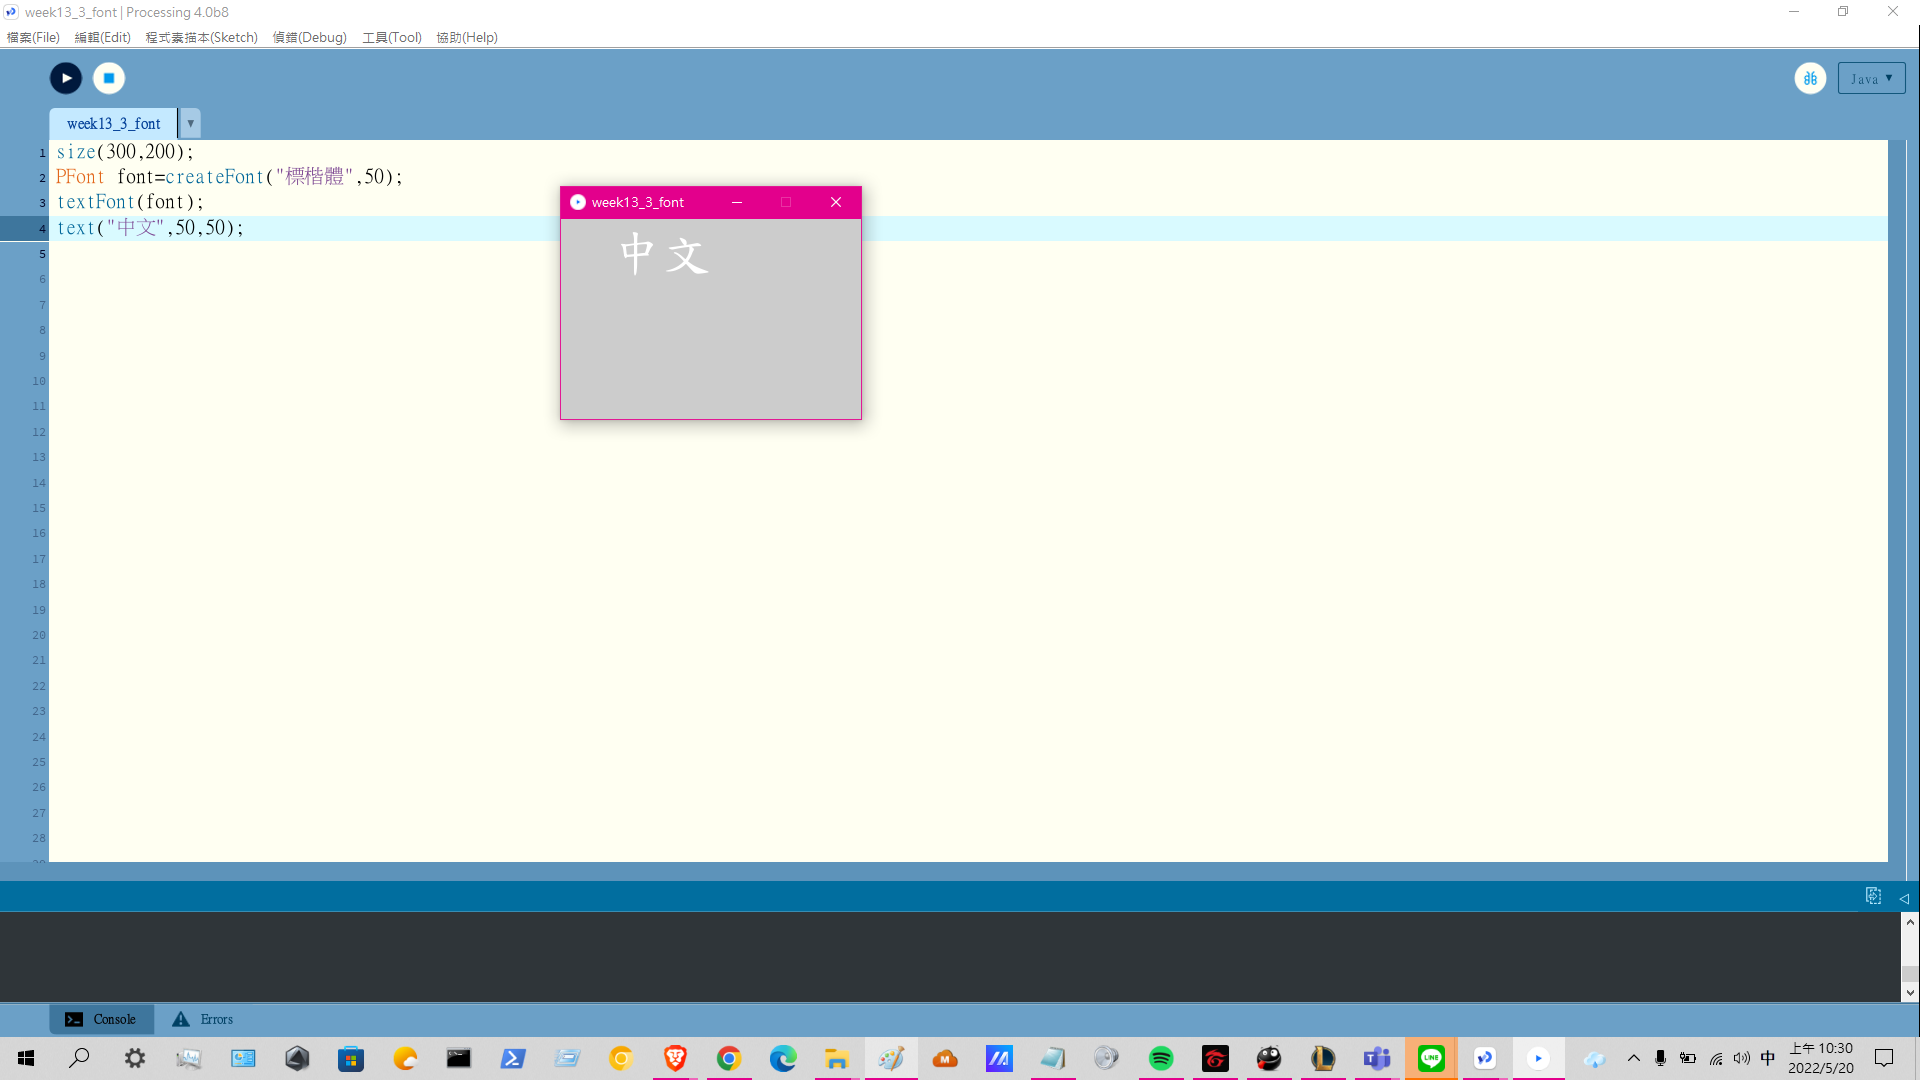 week13_3_font | Processing 4.0b8
檔案(File) 編輯(Edit) 程式素描本(Sketch) 偵錯(Debug) 工具(Tool) 協助(Help)
Java ▼
week13_3_font ▼
1 size(300,200);
2 PFont font=createFont("標楷體",50);
3 textFont(font);
4 text("中文",50,50);
5
6
7
8
9
10
11
12
13
14
15
16
17
18
19
20
21
22
23
24
25
26
27
28
week13_3_font
中文
Console Errors
LINE
中
上午 10:30
2022/5/20